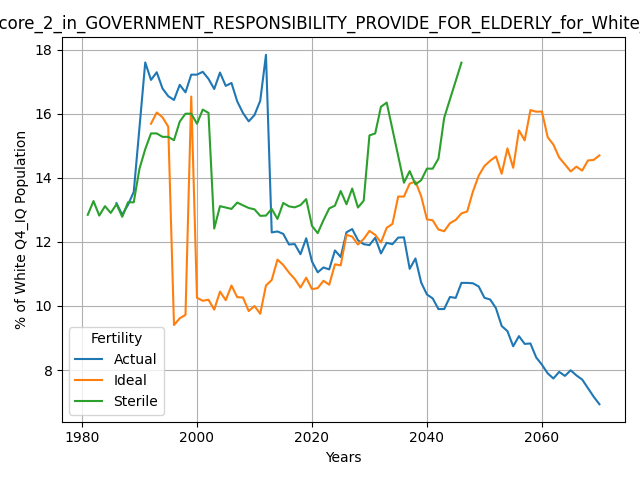 core_2_in_GOVERNMENT_RESPONSIBILITY_PROVIDE_FOR_ELDERLY_for_White_
18
16
14
12
10
8
% of White Q4_IQ Population
Fertility
Actual
Ideal
Sterile
1980
2000
2020
2040
2060
Years